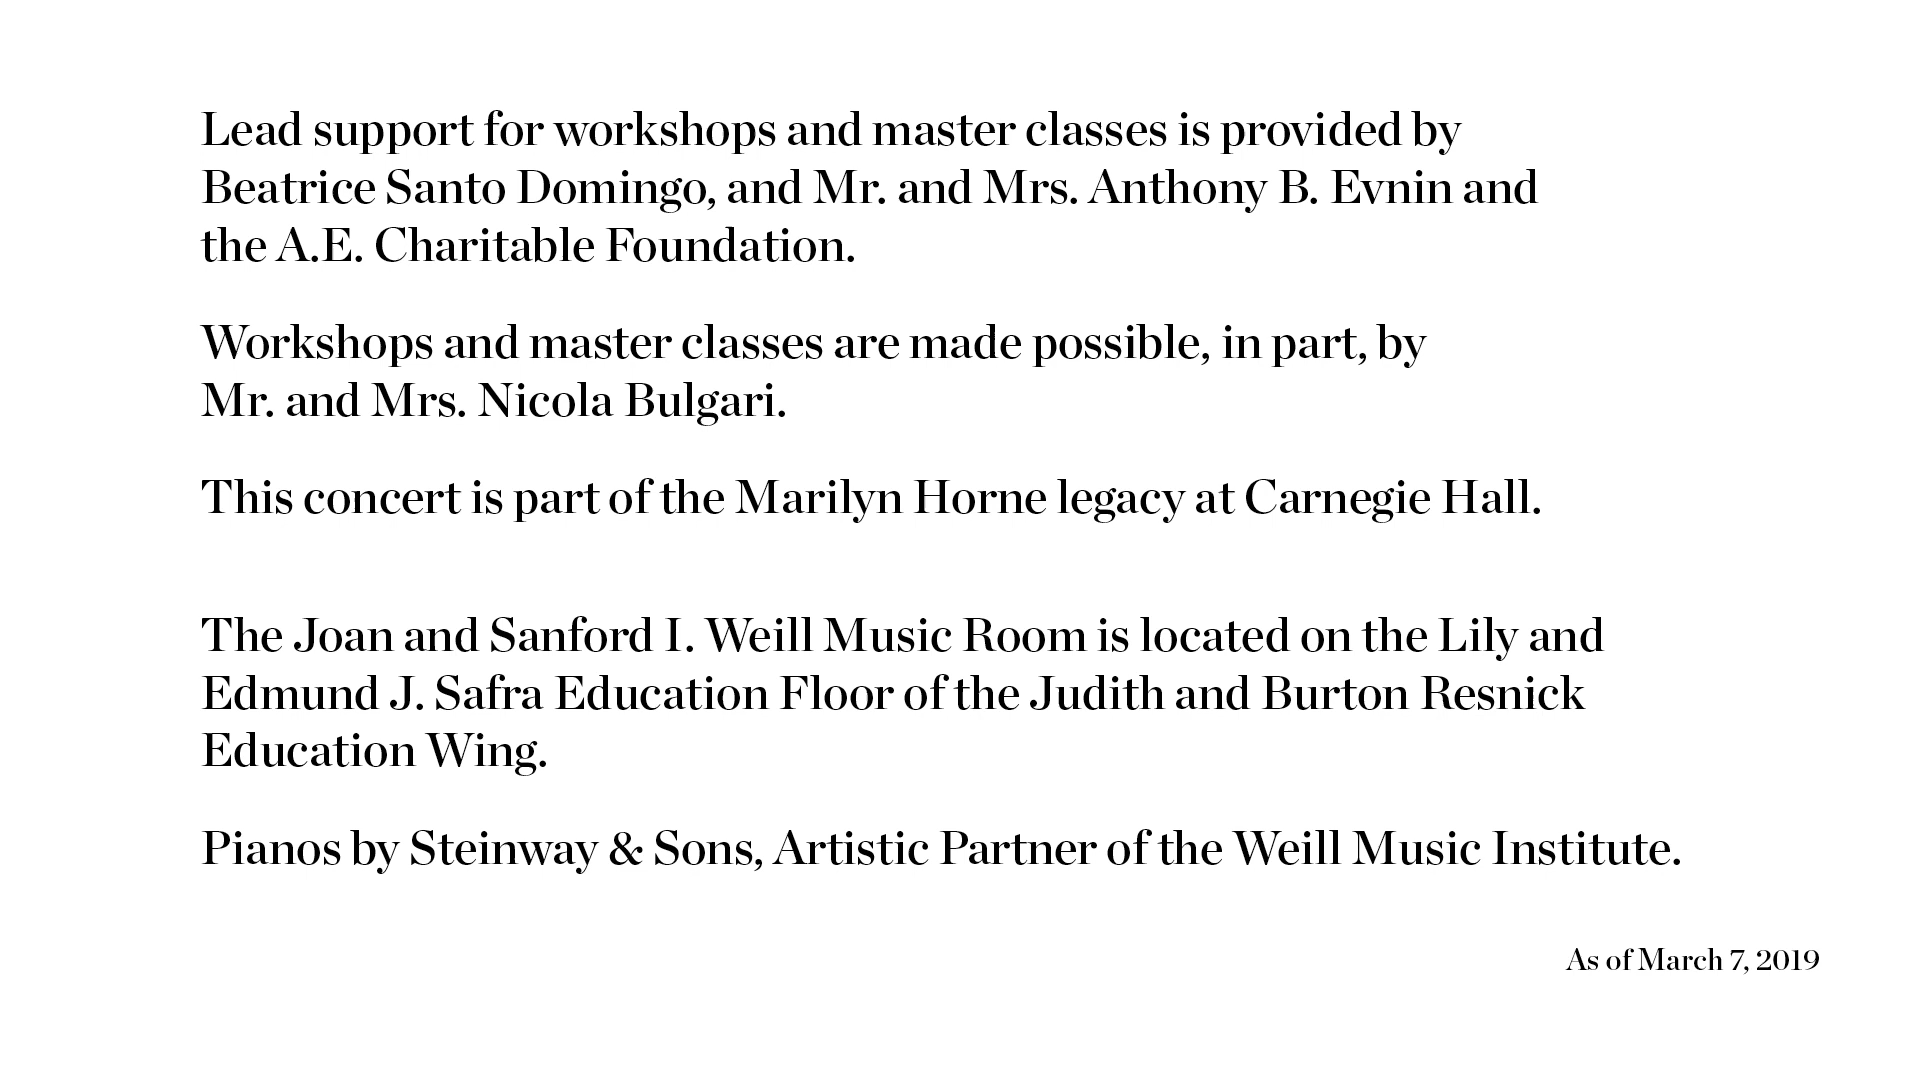 Lead support for workshops and master classes is provided by
Beatrice Santo Domingo, and Mr. and Mrs. Anthony B. Evnin and
the A.E. Charitable Foundation.
Workshops and master classes are made possible, in part, by
Mr. and Mrs. Nicola Bulgari.
This concert is part of the Marilyn Horne legacy at Carnegie Hall.
The Joan and Sanford I. Weill Music Room is located on the Lily and
Edmund J. Safra Education Floor of the Judith and Burton Resnick
Education Wing.
Pianos by Steinway & Sons, Artistic Partner of the Weill Music Institute.
As of March 7, 2019